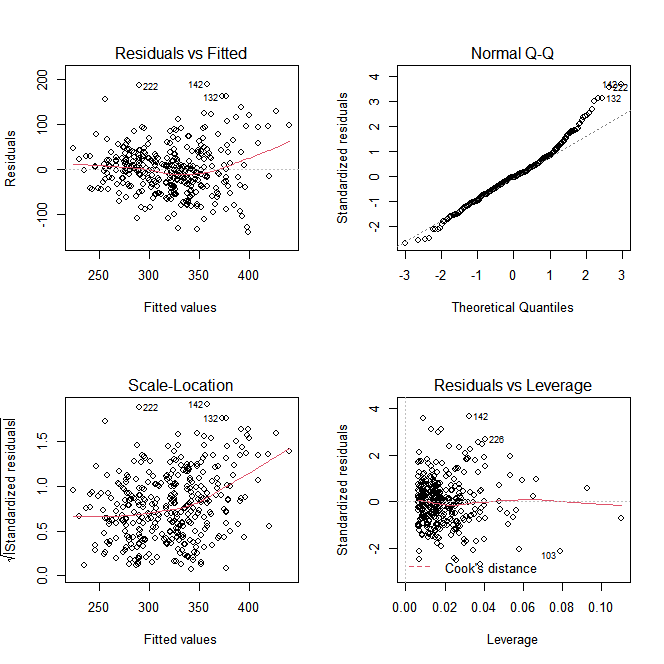 Residuals vs Fitted
Residuals
-100 0 100 200
222
142
132
250 300 350 400
Fitted values
Normal Q-Q
Standardized residuals
-2 -1 0 1 2 3 4
142
222
132
-3 -2 -1 0 1 2 3
Theoretical Quantiles
Scale-Location
√|Standardized residuals|
0.0 0.5 1.0 1.5
222
142
132
250 300 350 400
Fitted values
Residuals vs Leverage
Standardized residuals
-2 0 2 4
142
226
103
Cook's distance
0.00 0.02 0.04 0.06 0.08 0.10
Leverage